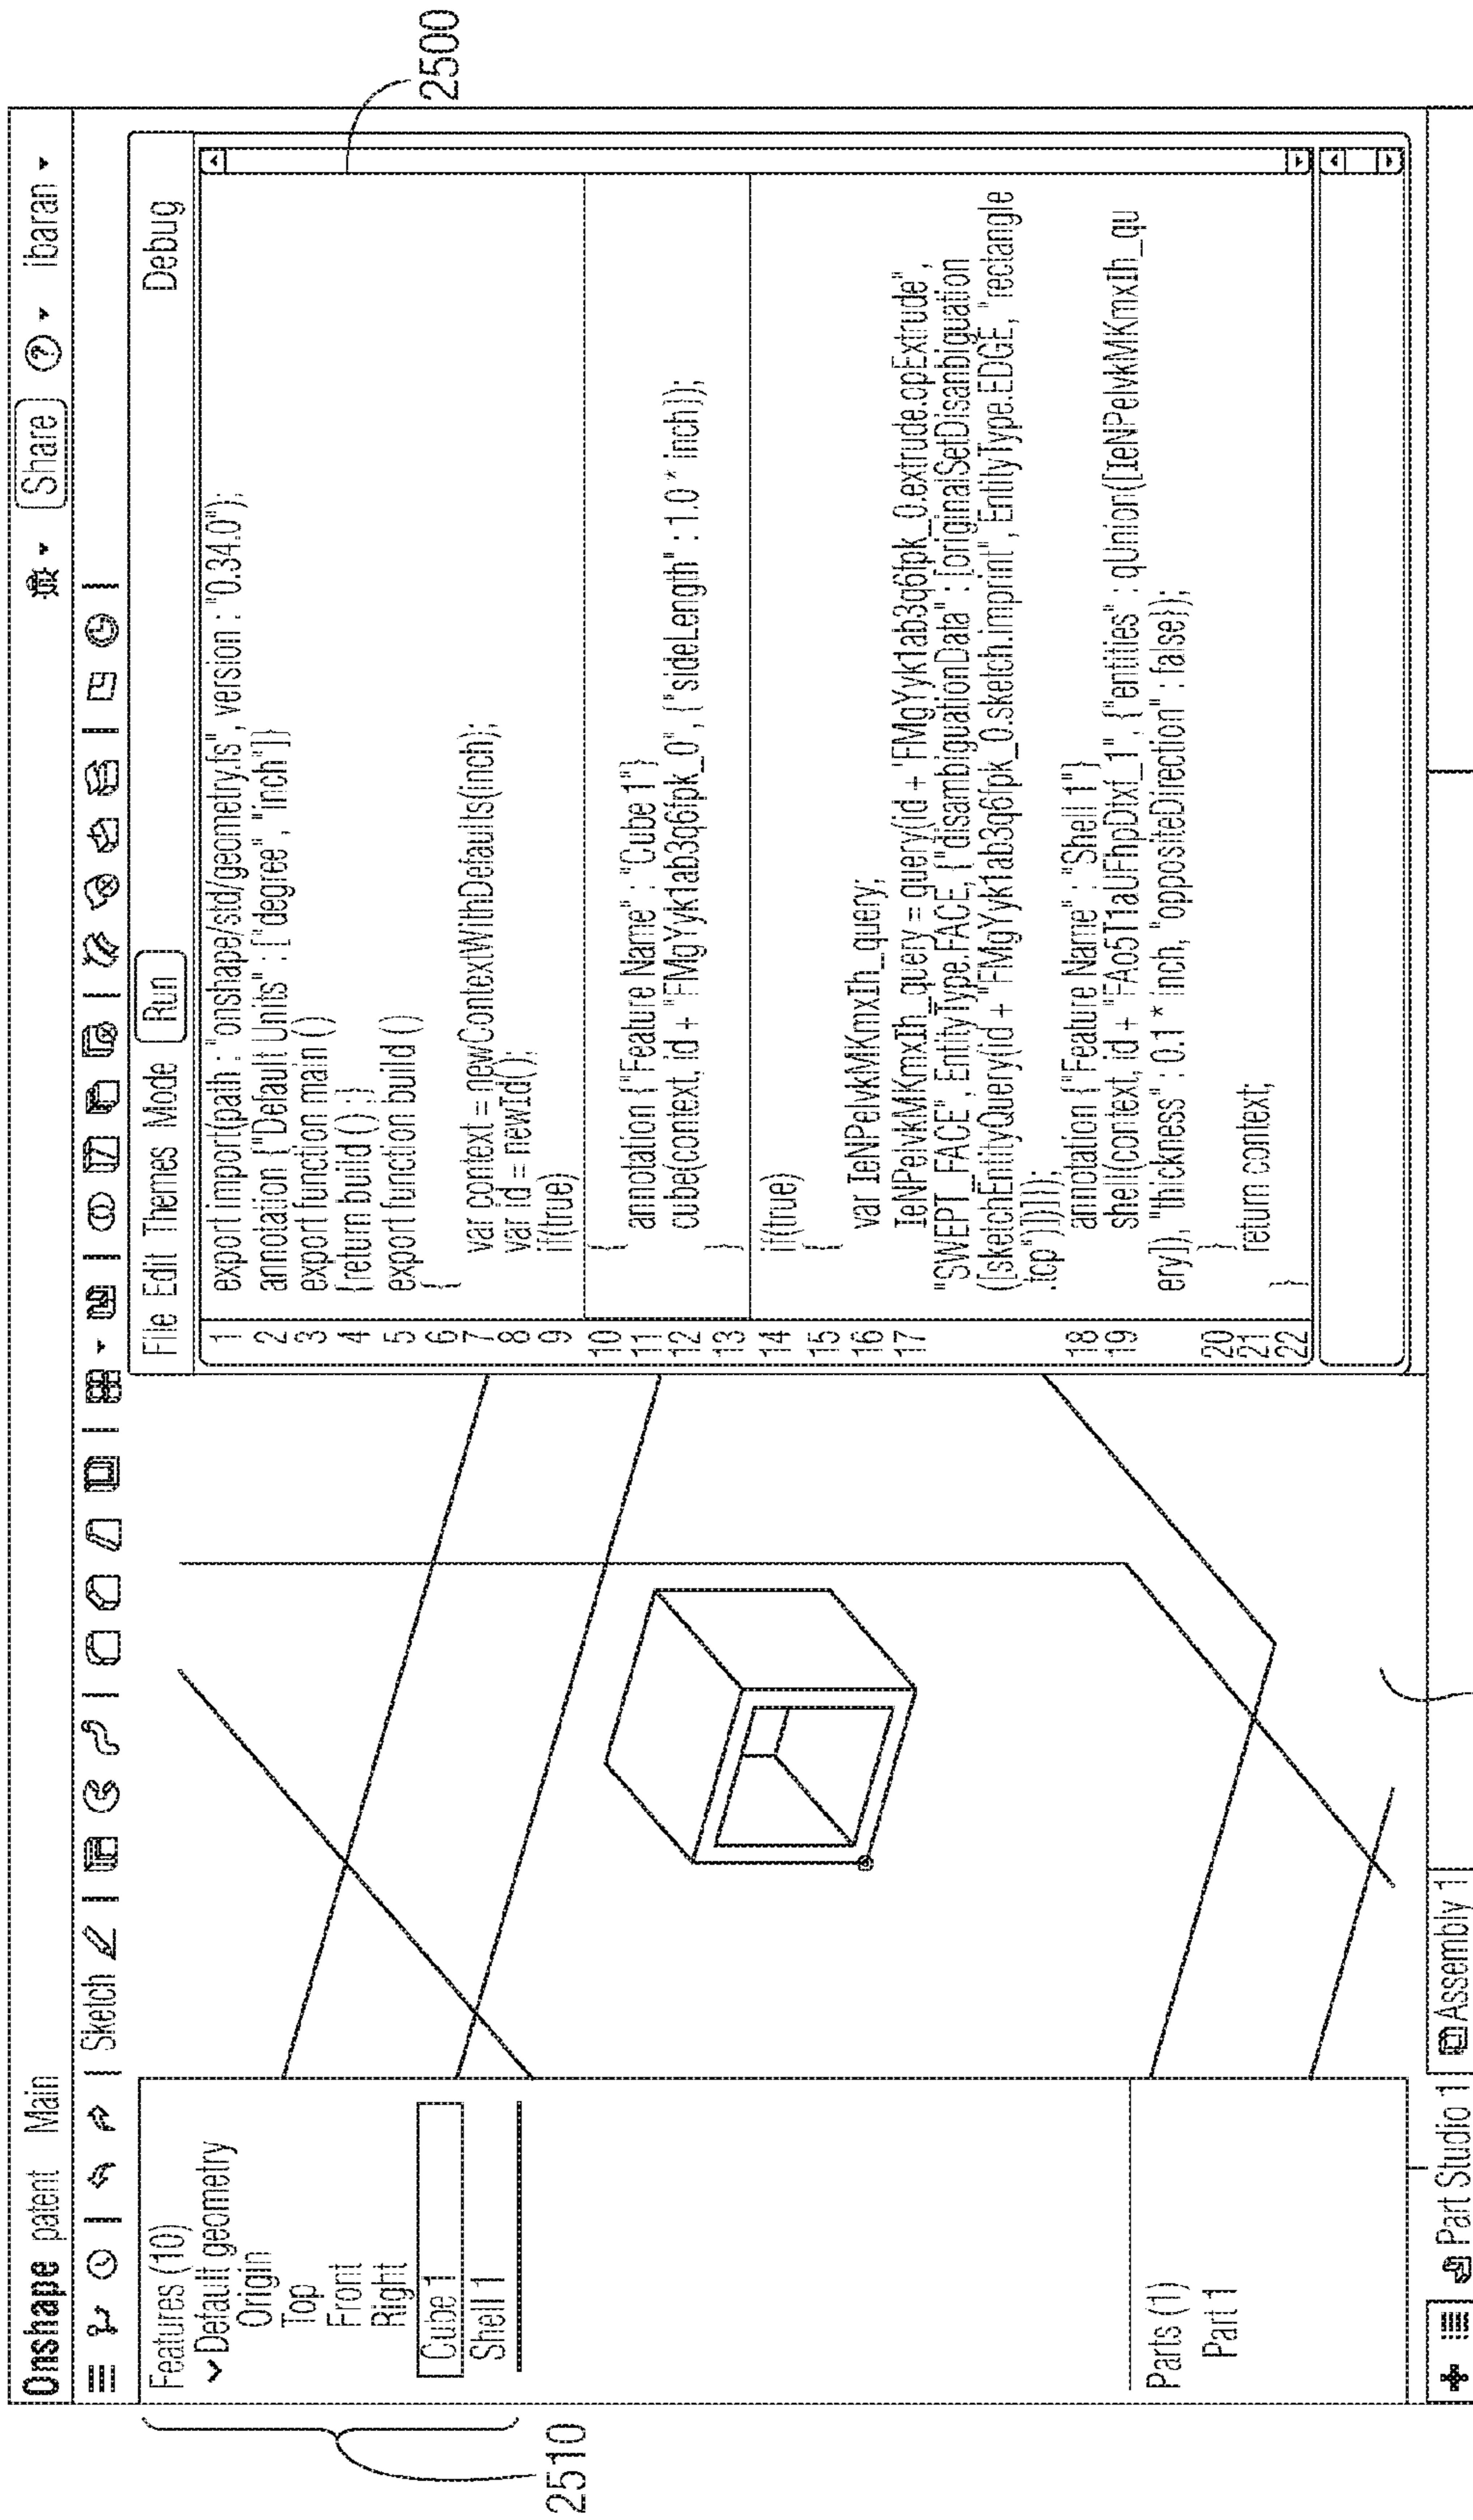 Onshape patent Main
Share ? ibaran
Sketch
Features (10)
Default geometry
Origin
Top
Front
Right
Cube 1
Shell 1
Parts (1)
Part 1
2510
File Edit Themes Mode Run Debug
1 export import(path : "onshape/std/geometry.fs", version : "0.34.0");
2 annotation {"Default Units" : ["degree", "inch"]}
3 export function main ()
4 {return build () ; }
5 export function build ()
6 {
7 var context = newContextWithDefaults(inch);
8 var id = newId();
9 if(true)
10 {
11 annotation {"Feature Name" : "Cube 1"}
12 cube(context, id + "FMgYyk1ab3q6fpk_0", {"sideLength" : 1.0 * inch});
13 }
14 if(true)
15 {
16 var IeNPelvkMKmxIh_query;
17 IeNPelvkMKmxIh_query = query(id + 'FMgYyk1ab3q6fpk_0.extrude.opExtrude",
"SWEPT_FACE", EntityType.FACE, {"disambiguationData" : [originalSetDisanbiguation
([sketchEntityQuery(id + "FMgYyk1ab3q6fpk_0.sketch.imprint", EntityType.EDGE, "rectangle
.top")])]});
18 annotation {"Feature Name" : "Shell 1"}
19 shell(context, id + "FAo5T1aUFhpDtxf_1", {"entities" : qUnion([IeNPelvkMKmxIh_qu
ery]), "thickness" : 0.1 * inch, "oppositeDirection" : false});
20 }
21 return context;
22 }
2500
Part Studio 1
Assembly 1